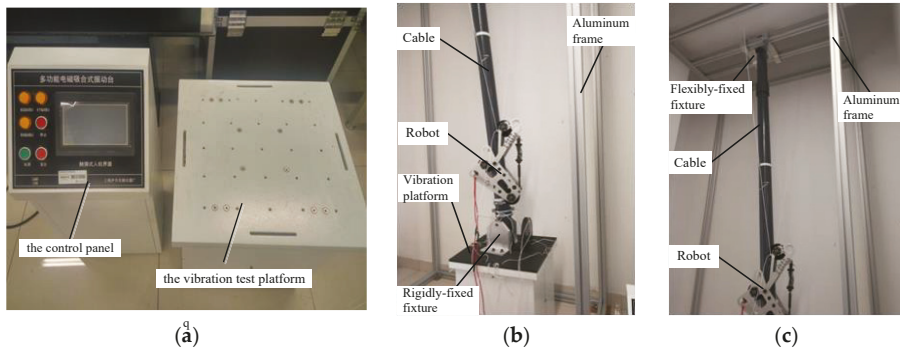 多功能电磁吸合式振动台
the control panel
the vibration test platform
q
(a)
Cable
Aluminum
frame
Robot
Vibration
platform
Rigidly-fixed
fixture
(b)
Flexibly-fixed
fixture
Aluminum
frame
Cable
Robot
(c)